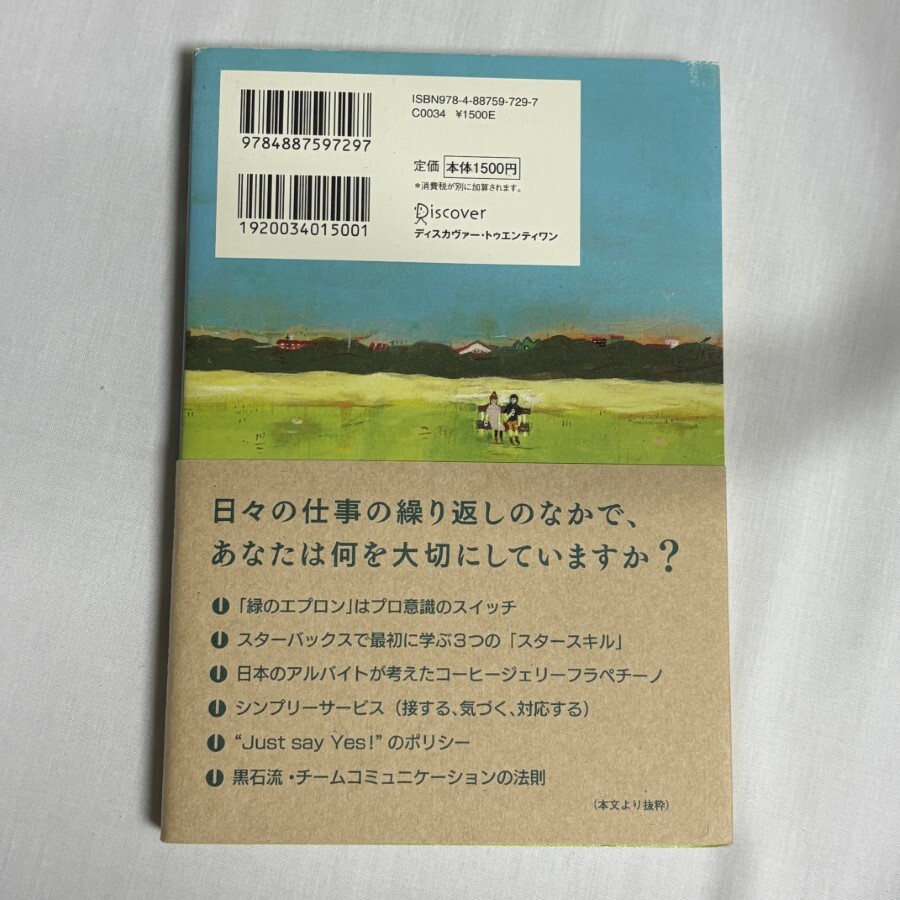 ISBN978-4-88759-729-7
C0034 ¥1500E
9784887597297
定価 本体1500円
*消費税が別に加算されます。
1920034015001
Discover
ディスカヴァー・トゥエンティワン
日々の仕事の繰り返しのなかで、
あなたは何を大切にしていますか？
「緑のエプロン」はプロ意識のスイッチ
スターバックスで最初に学ぶ3つの「スタースキル」
日本のアルバイトが考えたコーヒージェリーフラペチーノ
シンプリーサービス（接する、気づく、対応する）
“Just say Yes!”のポリシー
黒石流・チームコミュニケーションの法則
（本文より抜粋）